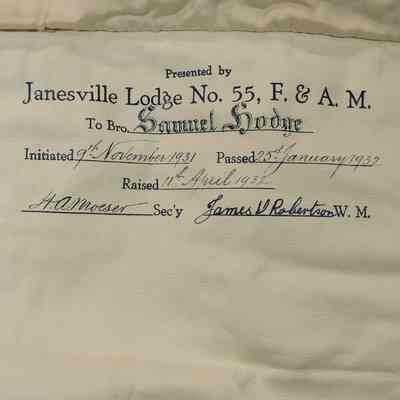 Presented by
Janesville Lodge No. 55, F. & A. M.
To Bro. Samuel Hodge
Initiated 9th November 1931 Passed 25th January 1932
Raised 11th April 1932
H.A. Moeser Sec'y James D Robertson W. M.